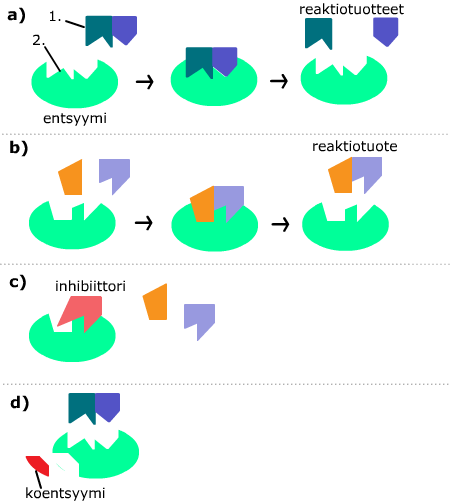 a)
1.
2.
reaktiotuotteet
entsyymi
b)
reaktiotuote
c)
inhibiittori
d)
koentsyymi